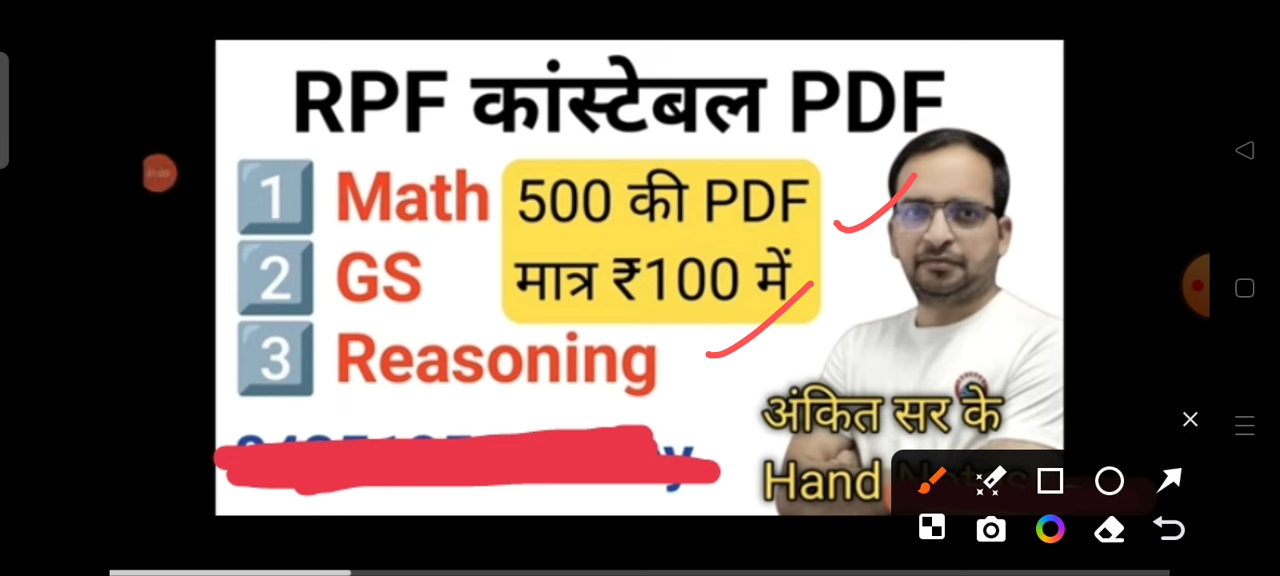 RPF कांस्टेबल PDF
1 Math
500 की PDF
2 GS
मात्र ₹100 में
3 Reasoning
अंकित सर के
Hand